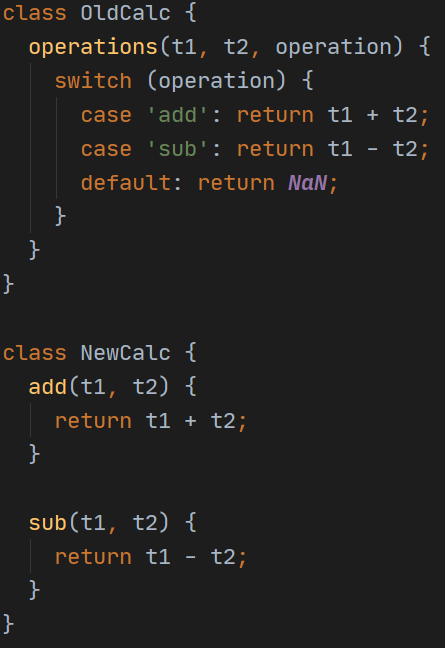 class OldCalc {
  operations(t1, t2, operation) {
    switch (operation) {
      case 'add': return t1 + t2;
      case 'sub': return t1 - t2;
      default: return NaN;
    }
  }
}

class NewCalc {
  add(t1, t2) {
    return t1 + t2;
  }

  sub(t1, t2) {
    return t1 - t2;
  }
}